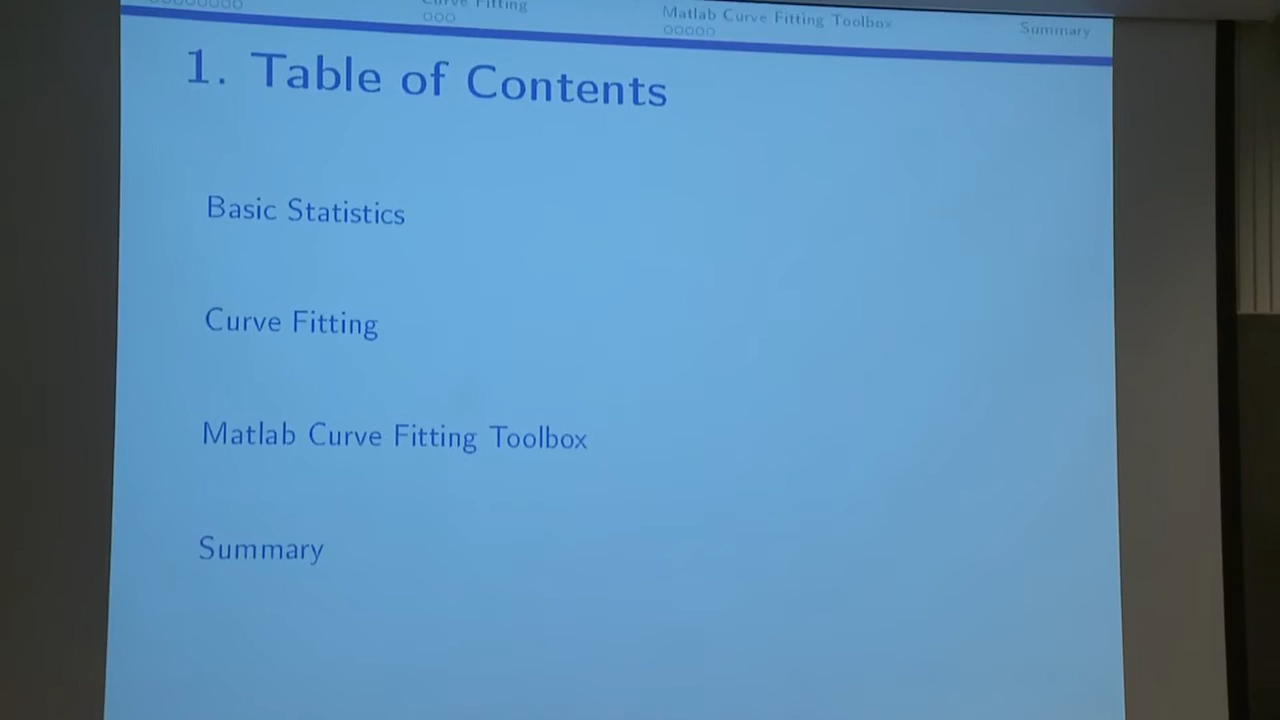 Curve Fitting
Matlab Curve Fitting Toolbox
Summary
1. Table of Contents
Basic Statistics
Curve Fitting
Matlab Curve Fitting Toolbox
Summary